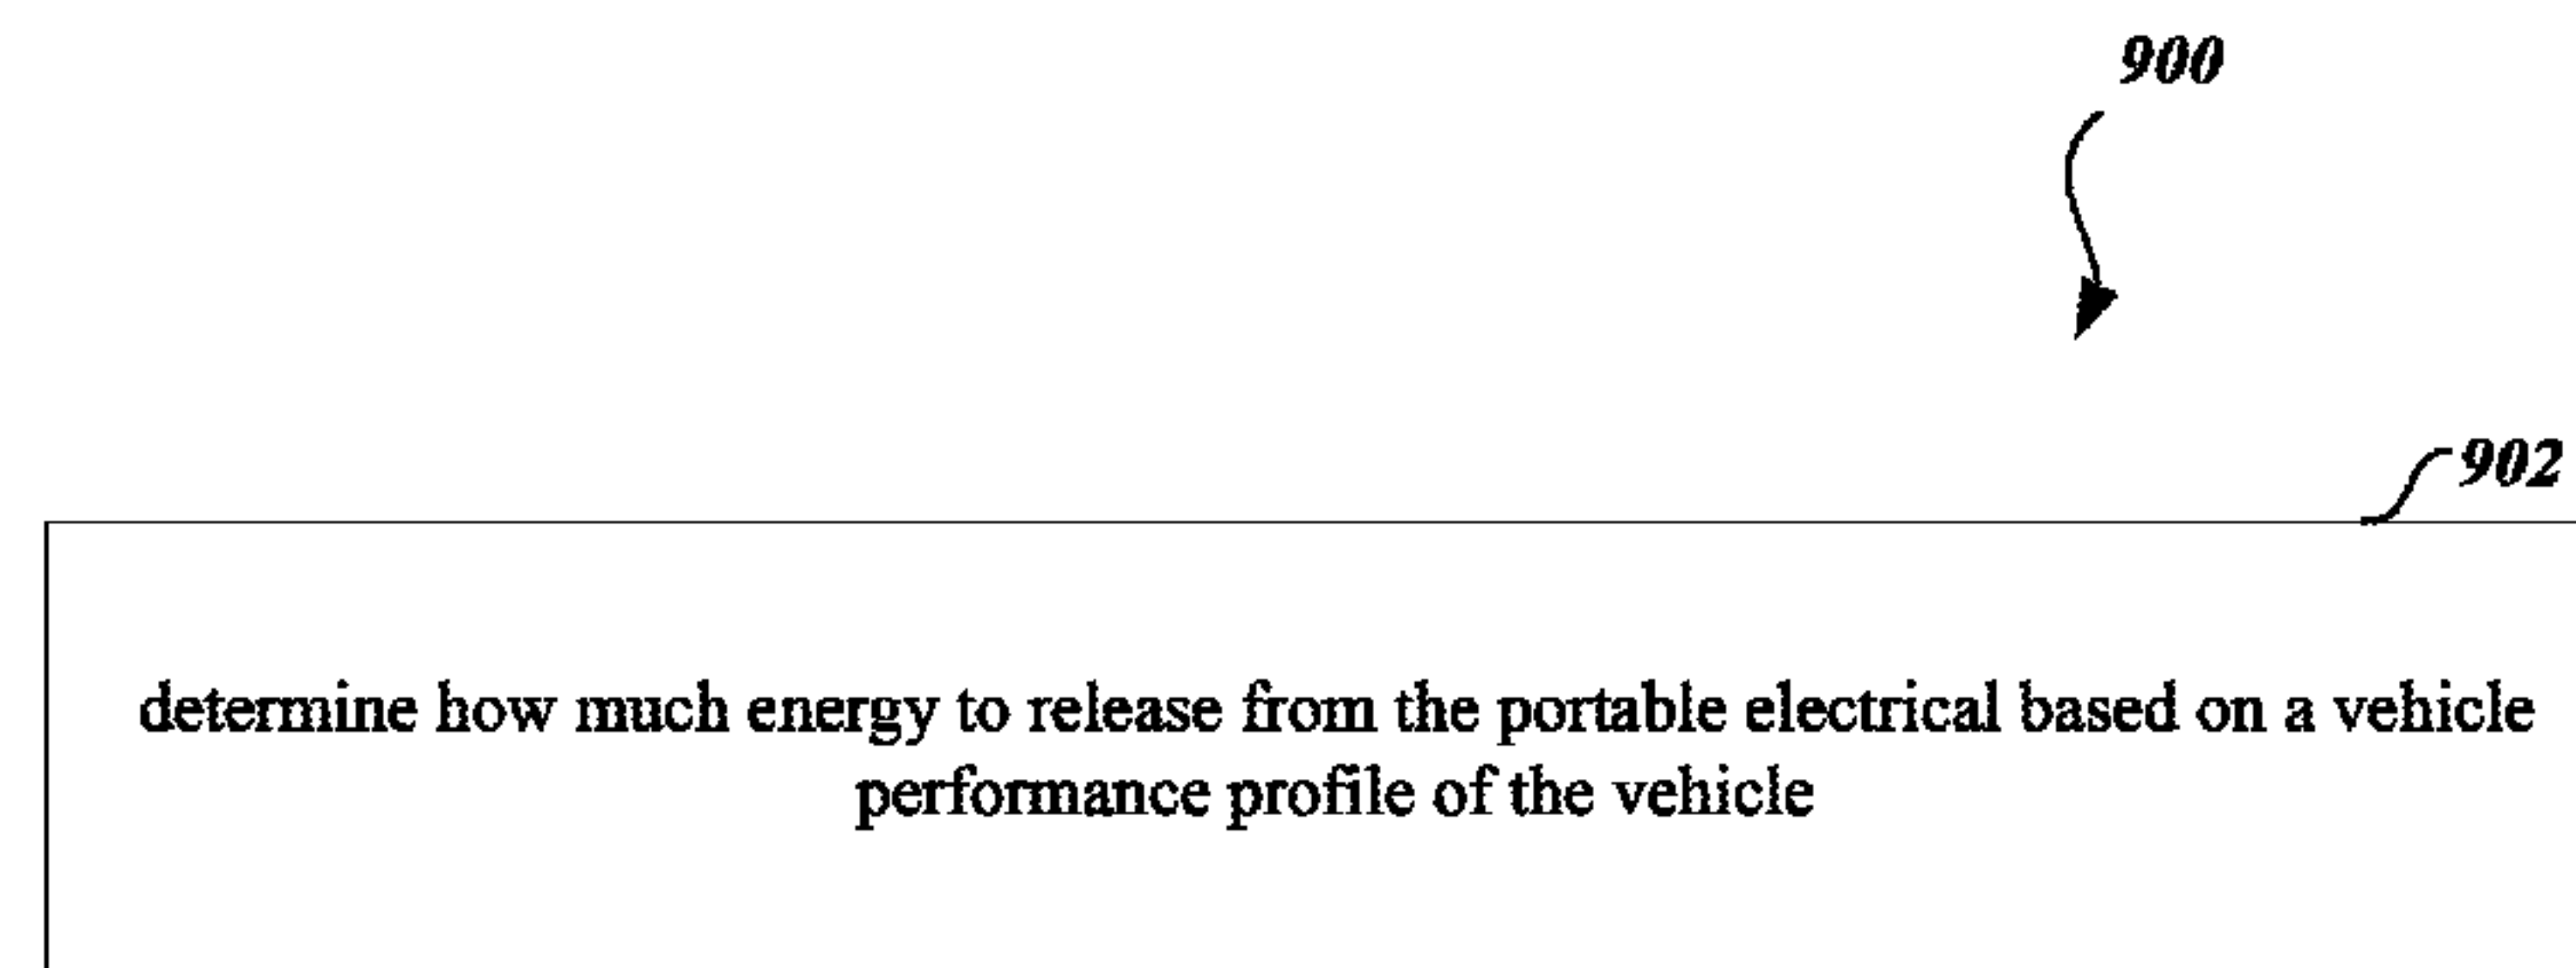 900
902
determine how much energy to release from the portable electrical based on a vehicle
performance profile of the vehicle